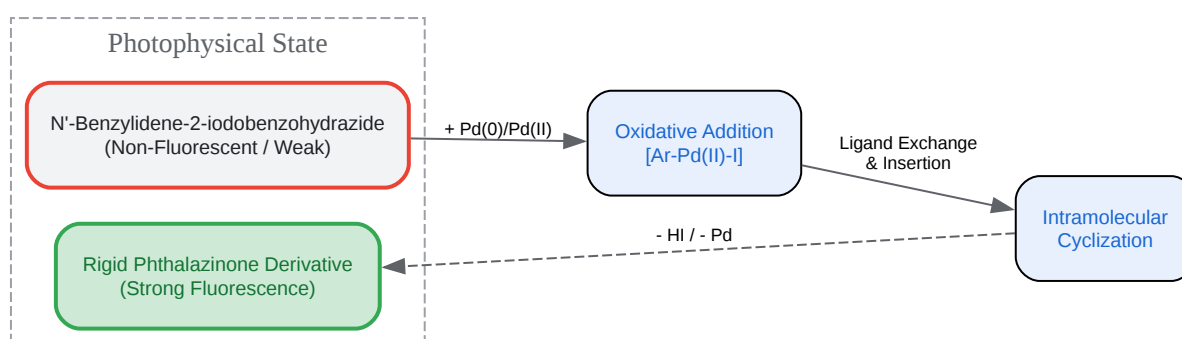 Photophysical State
N'-Benzylidene-2-iodobenzohydrazide
(Non-Fluorescent / Weak)
+ Pd(0)/Pd(II)
Oxidative Addition
[Ar-Pd(II)-I]
Ligand Exchange
& Insertion
Intramolecular
Cyclization
- HI / - Pd
Rigid Phthalazinone Derivative
(Strong Fluorescence)